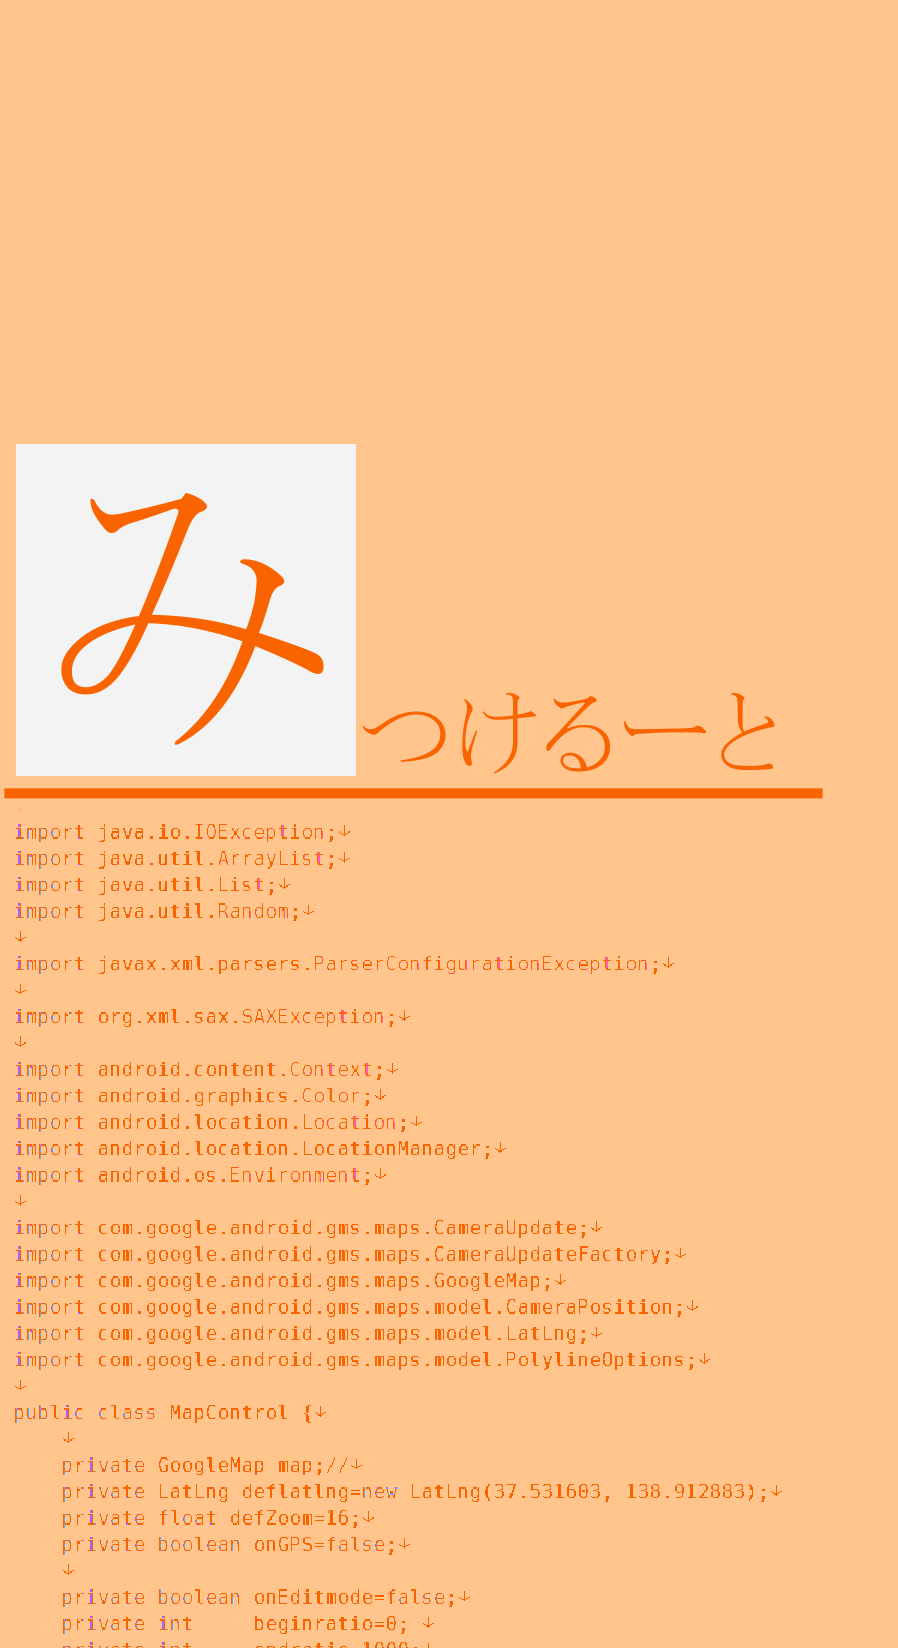 みつけるーと
import java.io.IOException;↓
import java.util.ArrayList;↓
import java.util.List;↓
import java.util.Random;↓
↓
import javax.xml.parsers.ParserConfigurationException;↓
↓
import org.xml.sax.SAXException;↓
↓
import android.content.Context;↓
import android.graphics.Color;↓
import android.location.Location;↓
import android.location.LocationManager;↓
import android.os.Environment;↓
↓
import com.google.android.gms.maps.CameraUpdate;↓
import com.google.android.gms.maps.CameraUpdateFactory;↓
import com.google.android.gms.maps.GoogleMap;↓
import com.google.android.gms.maps.model.CameraPosition;↓
import com.google.android.gms.maps.model.LatLng;↓
import com.google.android.gms.maps.model.PolylineOptions;↓
↓
public class MapControl {↓
    ↓
    private GoogleMap map;//↓
    private LatLng deflatlng=new LatLng(37.531603, 138.912883);↓
    private float defZoom=16;↓
    private boolean onGPS=false;↓
    ↓
    private boolean onEditmode=false;↓
    private int     beginratio=0; ↓
    private int     endratio=1000;↓